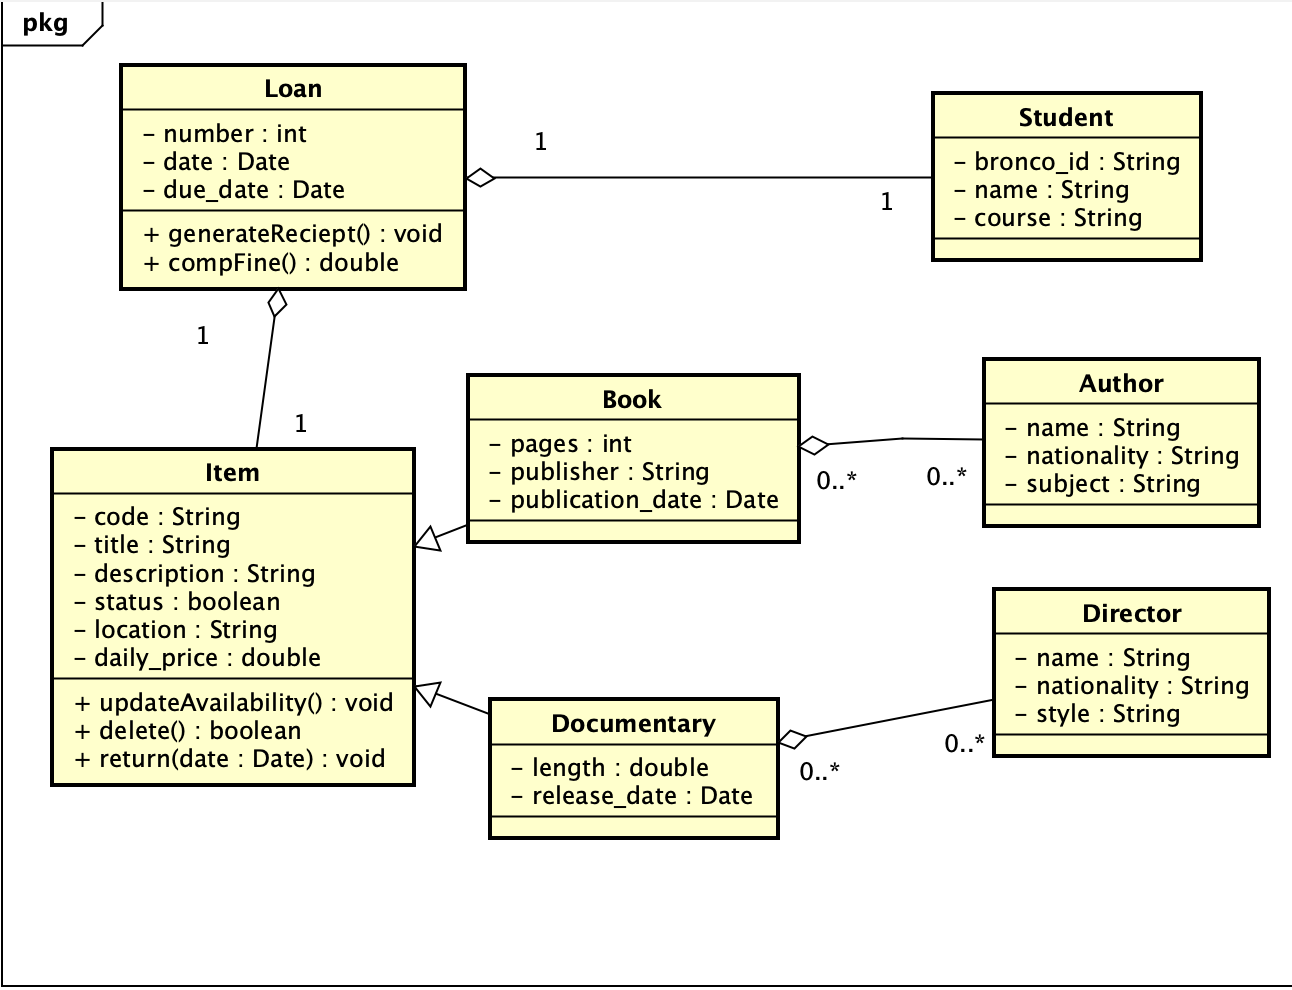 pkg
Loan
- number : int
- date : Date
- due_date : Date
+ generateReciept() : void
+ compFine() : double
1
1
Student
- bronco_id : String
- name : String
- course : String
1
1
Item
- code : String
- title : String
- description : String
- status : boolean
- location : String
- daily_price : double
+ updateAvailability() : void
+ delete() : boolean
+ return(date : Date) : void
Book
- pages : int
- publisher : String
- publication_date : Date
0..*
0..*
Author
- name : String
- nationality : String
- subject : String
Documentary
- length : double
- release_date : Date
0..*
0..*
Director
- name : String
- nationality : String
- style : String